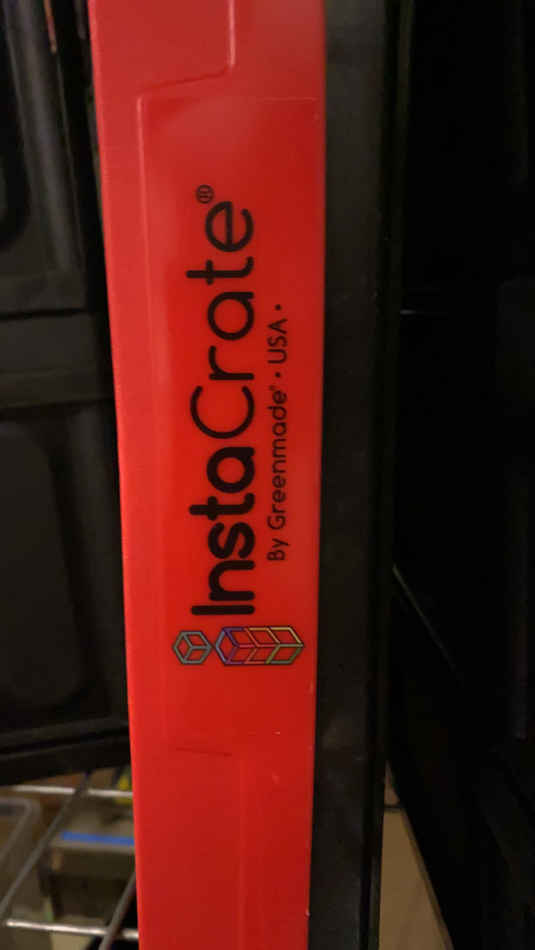 InstaCrate®
By Greenmade® • USA •